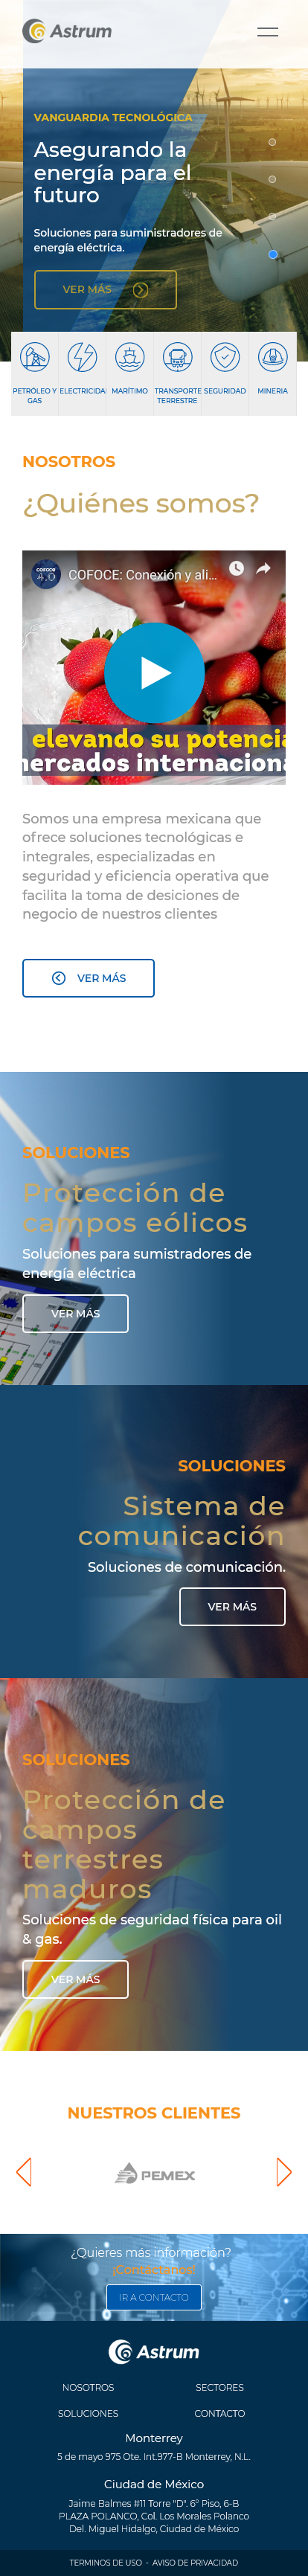 Astrum
VANGUARDIA TECNOLÓGICA
Asegurando la
energía para el
futuro
Soluciones para suministradores de
energía eléctrica.
VER MÁS
PETRÓLEO Y
GAS
ELECTRICIDAD
MARÍTIMO
TRANSPORTE
TERRESTRE
SEGURIDAD
MINERIA
NOSOTROS
¿Quiénes somos?
COFOCE 4.0
COFOCE: Conexión y ali...
elevando su potencia
mercados internaciona
Somos una empresa mexicana que
ofrece soluciones tecnológicas e
integrales, especializadas en
seguridad y eficiencia operativa que
facilita la toma de desiciones de
negocio de nuestros clientes
VER MÁS
SOLUCIONES
Protección de
campos eólicos
Soluciones para sumistradores de
energía eléctrica
VER MÁS
SOLUCIONES
Sistema de
comunicación
Soluciones de comunicación.
VER MÁS
SOLUCIONES
Protección de
campos
terrestres
maduros
Soluciones de seguridad física para oil
& gas.
VER MÁS
NUESTROS CLIENTES
PEMEX
¿Quieres más información?
¡Contáctanos!
IR A CONTACTO
Astrum
NOSOTROS SECTORES
SOLUCIONES CONTACTO
Monterrey
5 de mayo 975 Ote. Int.977-B Monterrey, N.L.
Ciudad de México
Jaime Balmes #11 Torre "D". 6° Piso, 6-B
PLAZA POLANCO, Col. Los Morales Polanco
Del. Miguel Hidalgo, Ciudad de México
TERMINOS DE USO - AVISO DE PRIVACIDAD